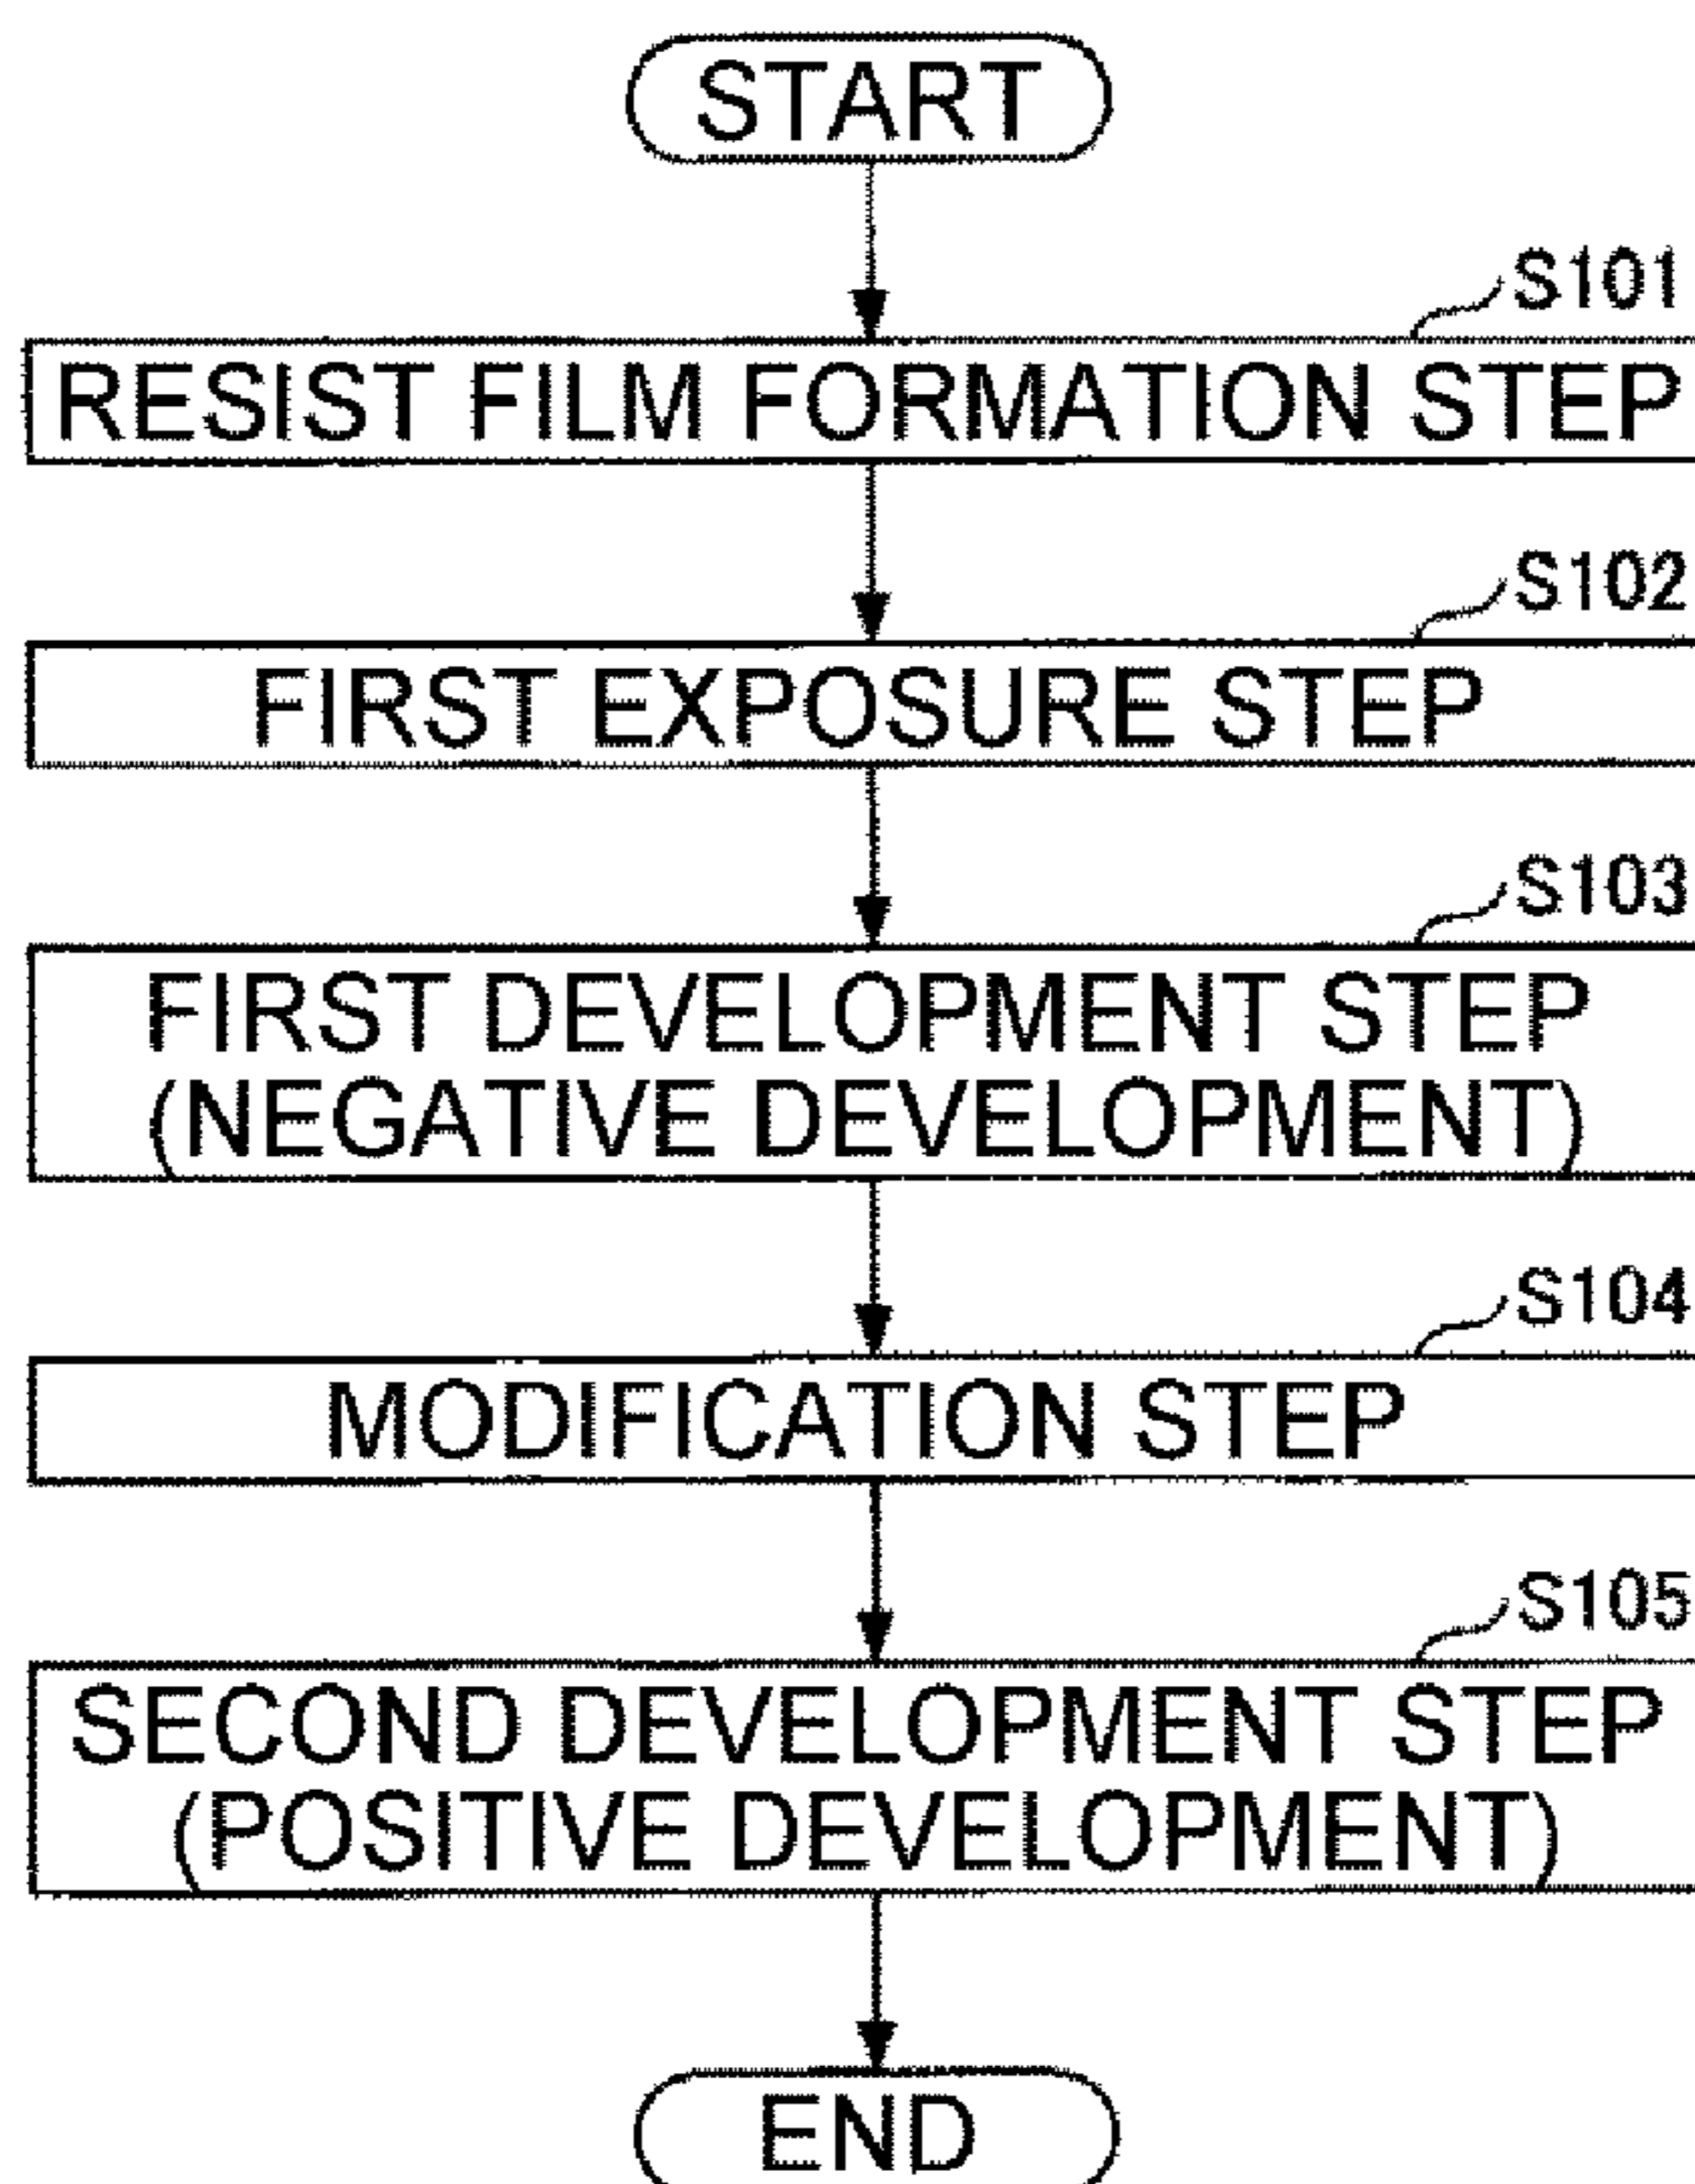 START
S101
RESIST FILM FORMATION STEP
S102
FIRST EXPOSURE STEP
S103
FIRST DEVELOPMENT STEP
(NEGATIVE DEVELOPMENT)
S104
MODIFICATION STEP
S105
SECOND DEVELOPMENT STEP
(POSITIVE DEVELOPMENT)
END